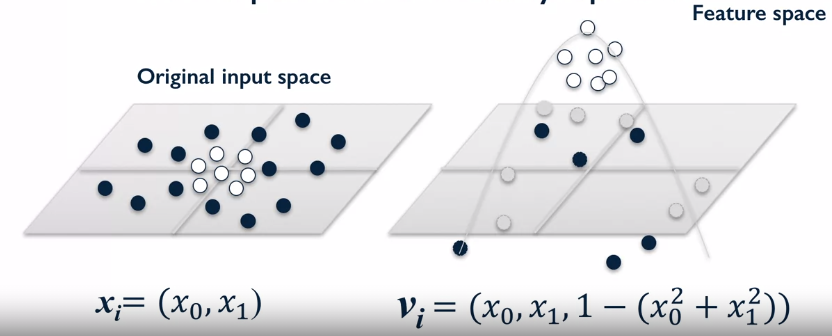 Feature space
Original input space
xᵢ= (x₀, x₁)
vᵢ = (x₀, x₁, 1 − (x₀² + x₁²))